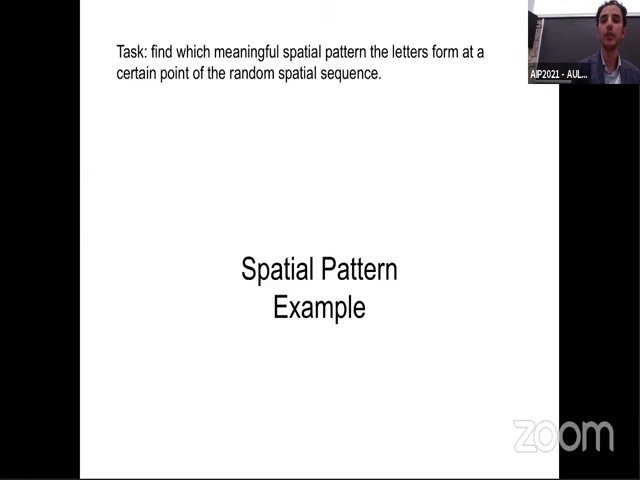 Task: find which meaningful spatial pattern the letters form at a
certain point of the random spatial sequence.
AIP2021 - AUL...
Spatial Pattern
Example
zoom